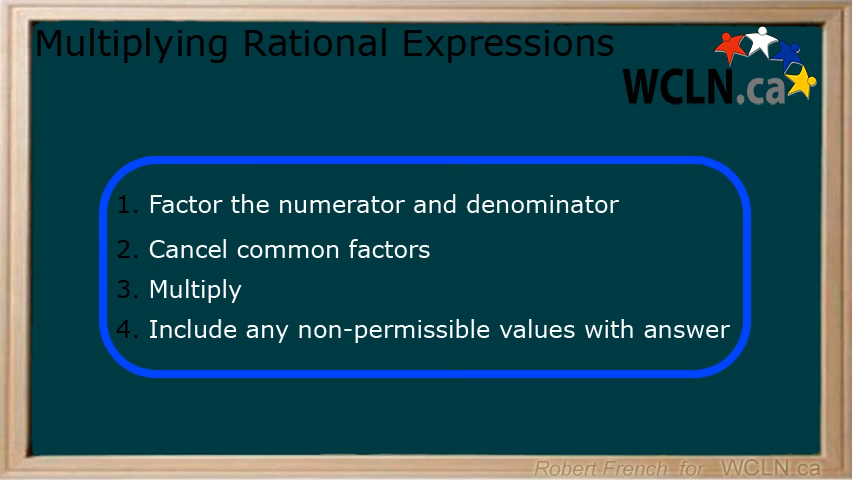 Multiplying Rational Expressions
WCLN.ca
1. Factor the numerator and denominator
2. Cancel common factors
3. Multiply
4. Include any non-permissible values with answer
Robert French for WCLN.ca